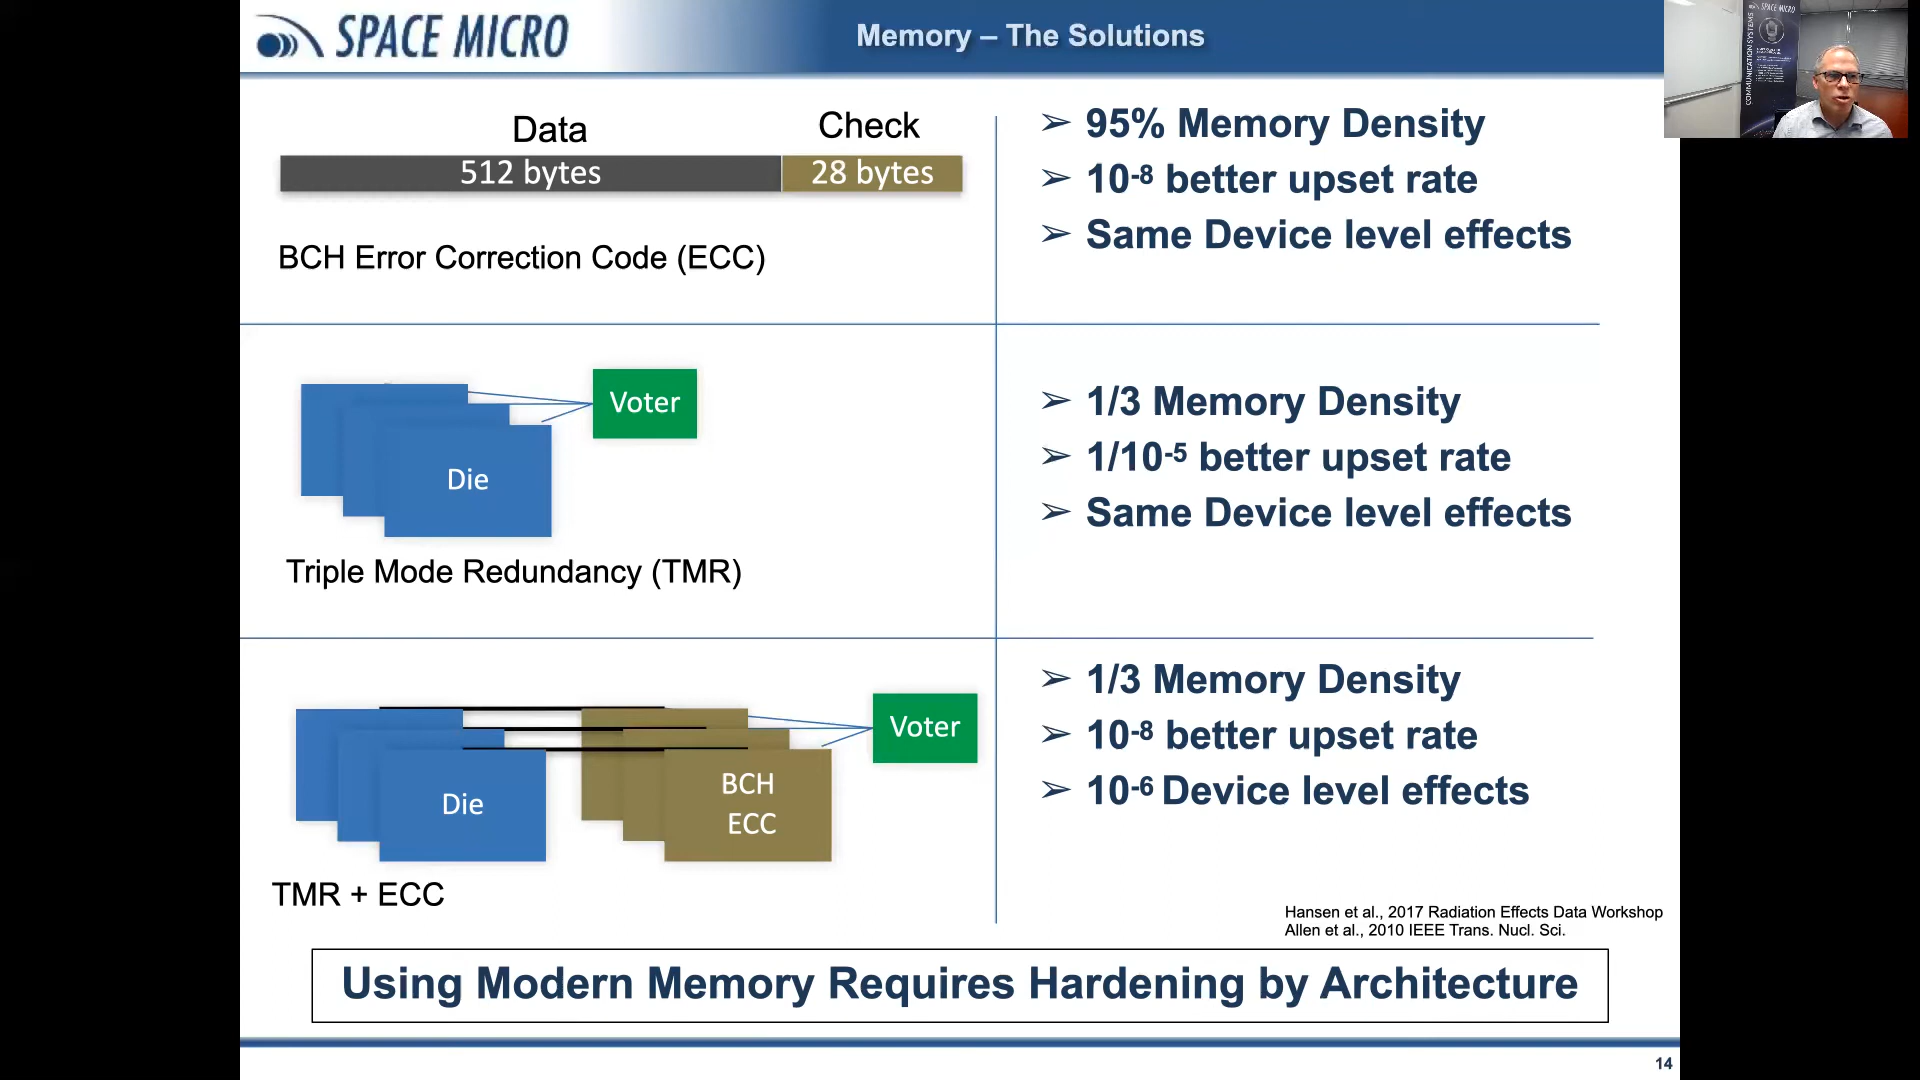 SPACE MICRO
Memory – The Solutions
SPACE MICRO
COMMUNICATION SYSTEMS
Data
Check
512 bytes
28 bytes
BCH Error Correction Code (ECC)
➢ 95% Memory Density
➢ 10-8 better upset rate
➢ Same Device level effects
Voter
Die
Triple Mode Redundancy (TMR)
➢ 1/3 Memory Density
➢ 1/10-5 better upset rate
➢ Same Device level effects
Voter
Die
BCH
ECC
TMR + ECC
➢ 1/3 Memory Density
➢ 10-8 better upset rate
➢ 10-6 Device level effects
Hansen et al., 2017 Radiation Effects Data Workshop
Allen et al., 2010 IEEE Trans. Nucl. Sci.
Using Modern Memory Requires Hardening by Architecture
14